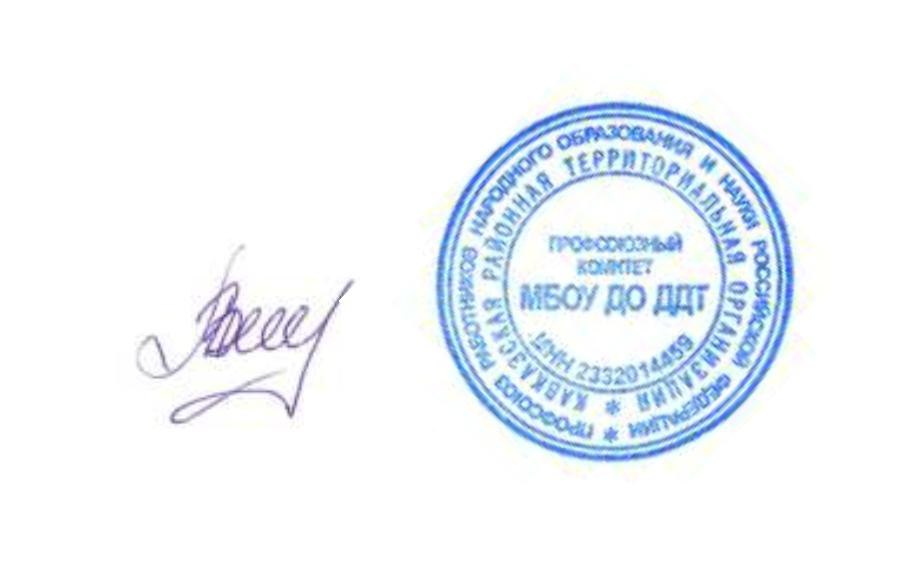 ПРОФСОЮЗ РАБОТНИКОВ НАРОДНОГО ОБРАЗОВАНИЯ И НАУКИ РОССИЙСКОЙ ФЕДЕРАЦИИ *
КАВКАЗСКАЯ РАЙОННАЯ ТЕРРИТОРИАЛЬНАЯ ОРГАНИЗАЦИЯ *
ПРОФСОЮЗНЫЙ
КОМИТЕТ
МБОУ ДО ДДТ
ИНН 2332014459